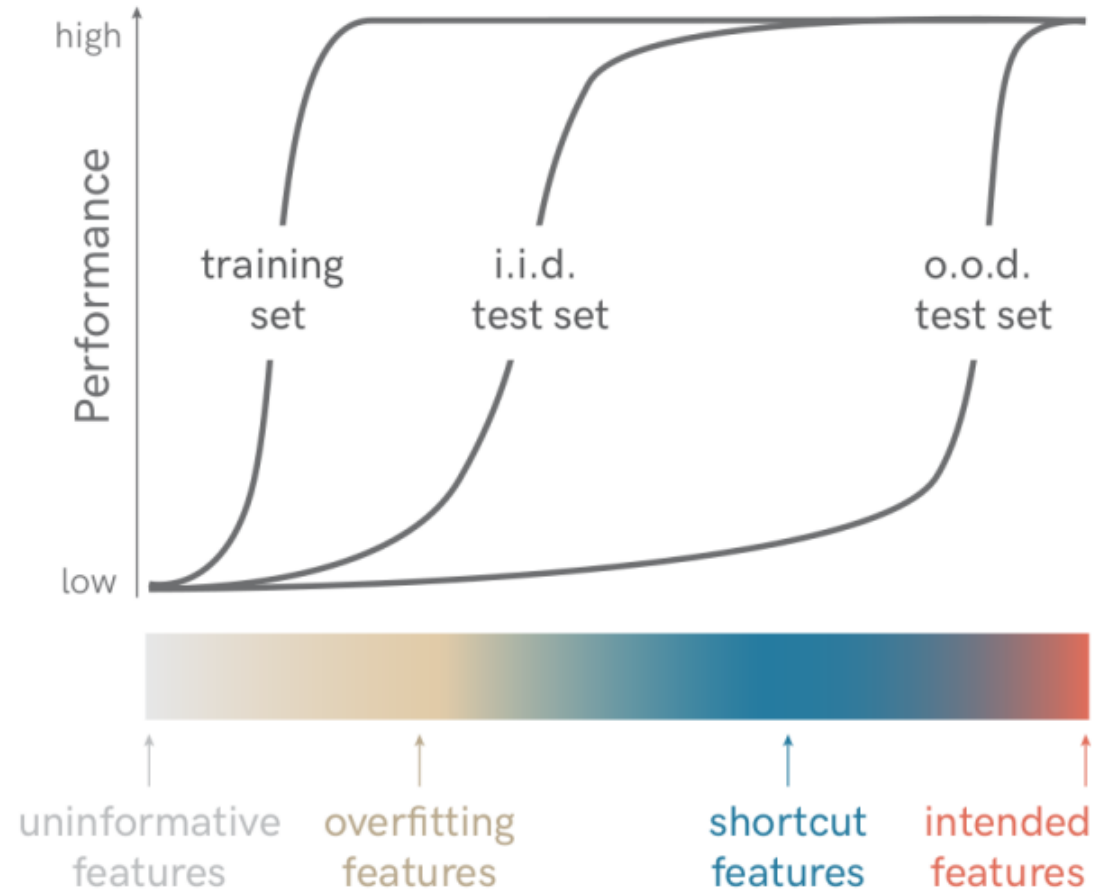 high
Performance
low
training
set
i.i.d.
test set
o.o.d.
test set
uninformative
features
overfitting
features
shortcut
features
intended
features